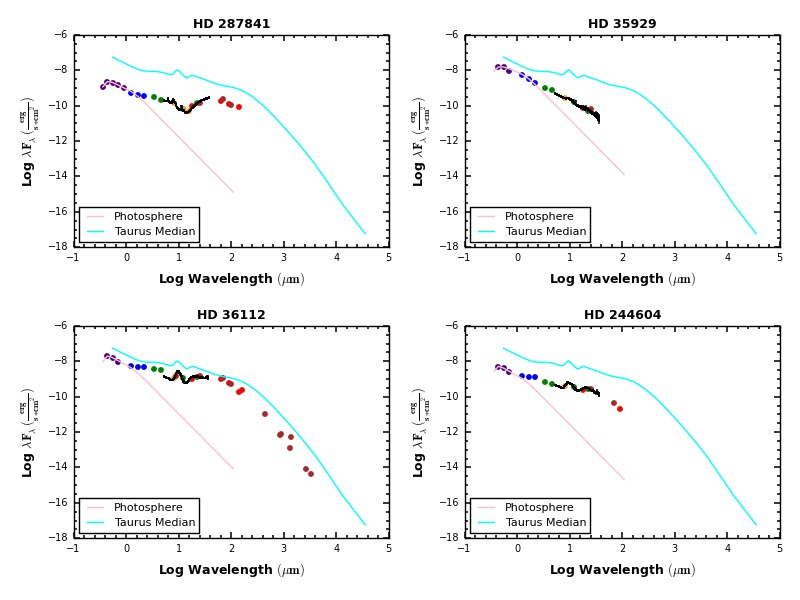 HD 287841
HD 35929
−6
−8
−10
−12
−14
−16
−18
Log λF_λ (erg / s∗cm²)
Photosphere
Taurus Median
−1 0 1 2 3 4 5
Log Wavelength (μm)
−6
−8
−10
−12
−14
−16
−18
Log λF_λ (erg / s∗cm²)
Photosphere
Taurus Median
−1 0 1 2 3 4 5
Log Wavelength (μm)
HD 36112
HD 244604
−6
−8
−10
−12
−14
−16
−18
Log λF_λ (erg / s∗cm²)
Photosphere
Taurus Median
−1 0 1 2 3 4 5
Log Wavelength (μm)
−6
−8
−10
−12
−14
−16
−18
Log λF_λ (erg / s∗cm²)
Photosphere
Taurus Median
−1 0 1 2 3 4 5
Log Wavelength (μm)